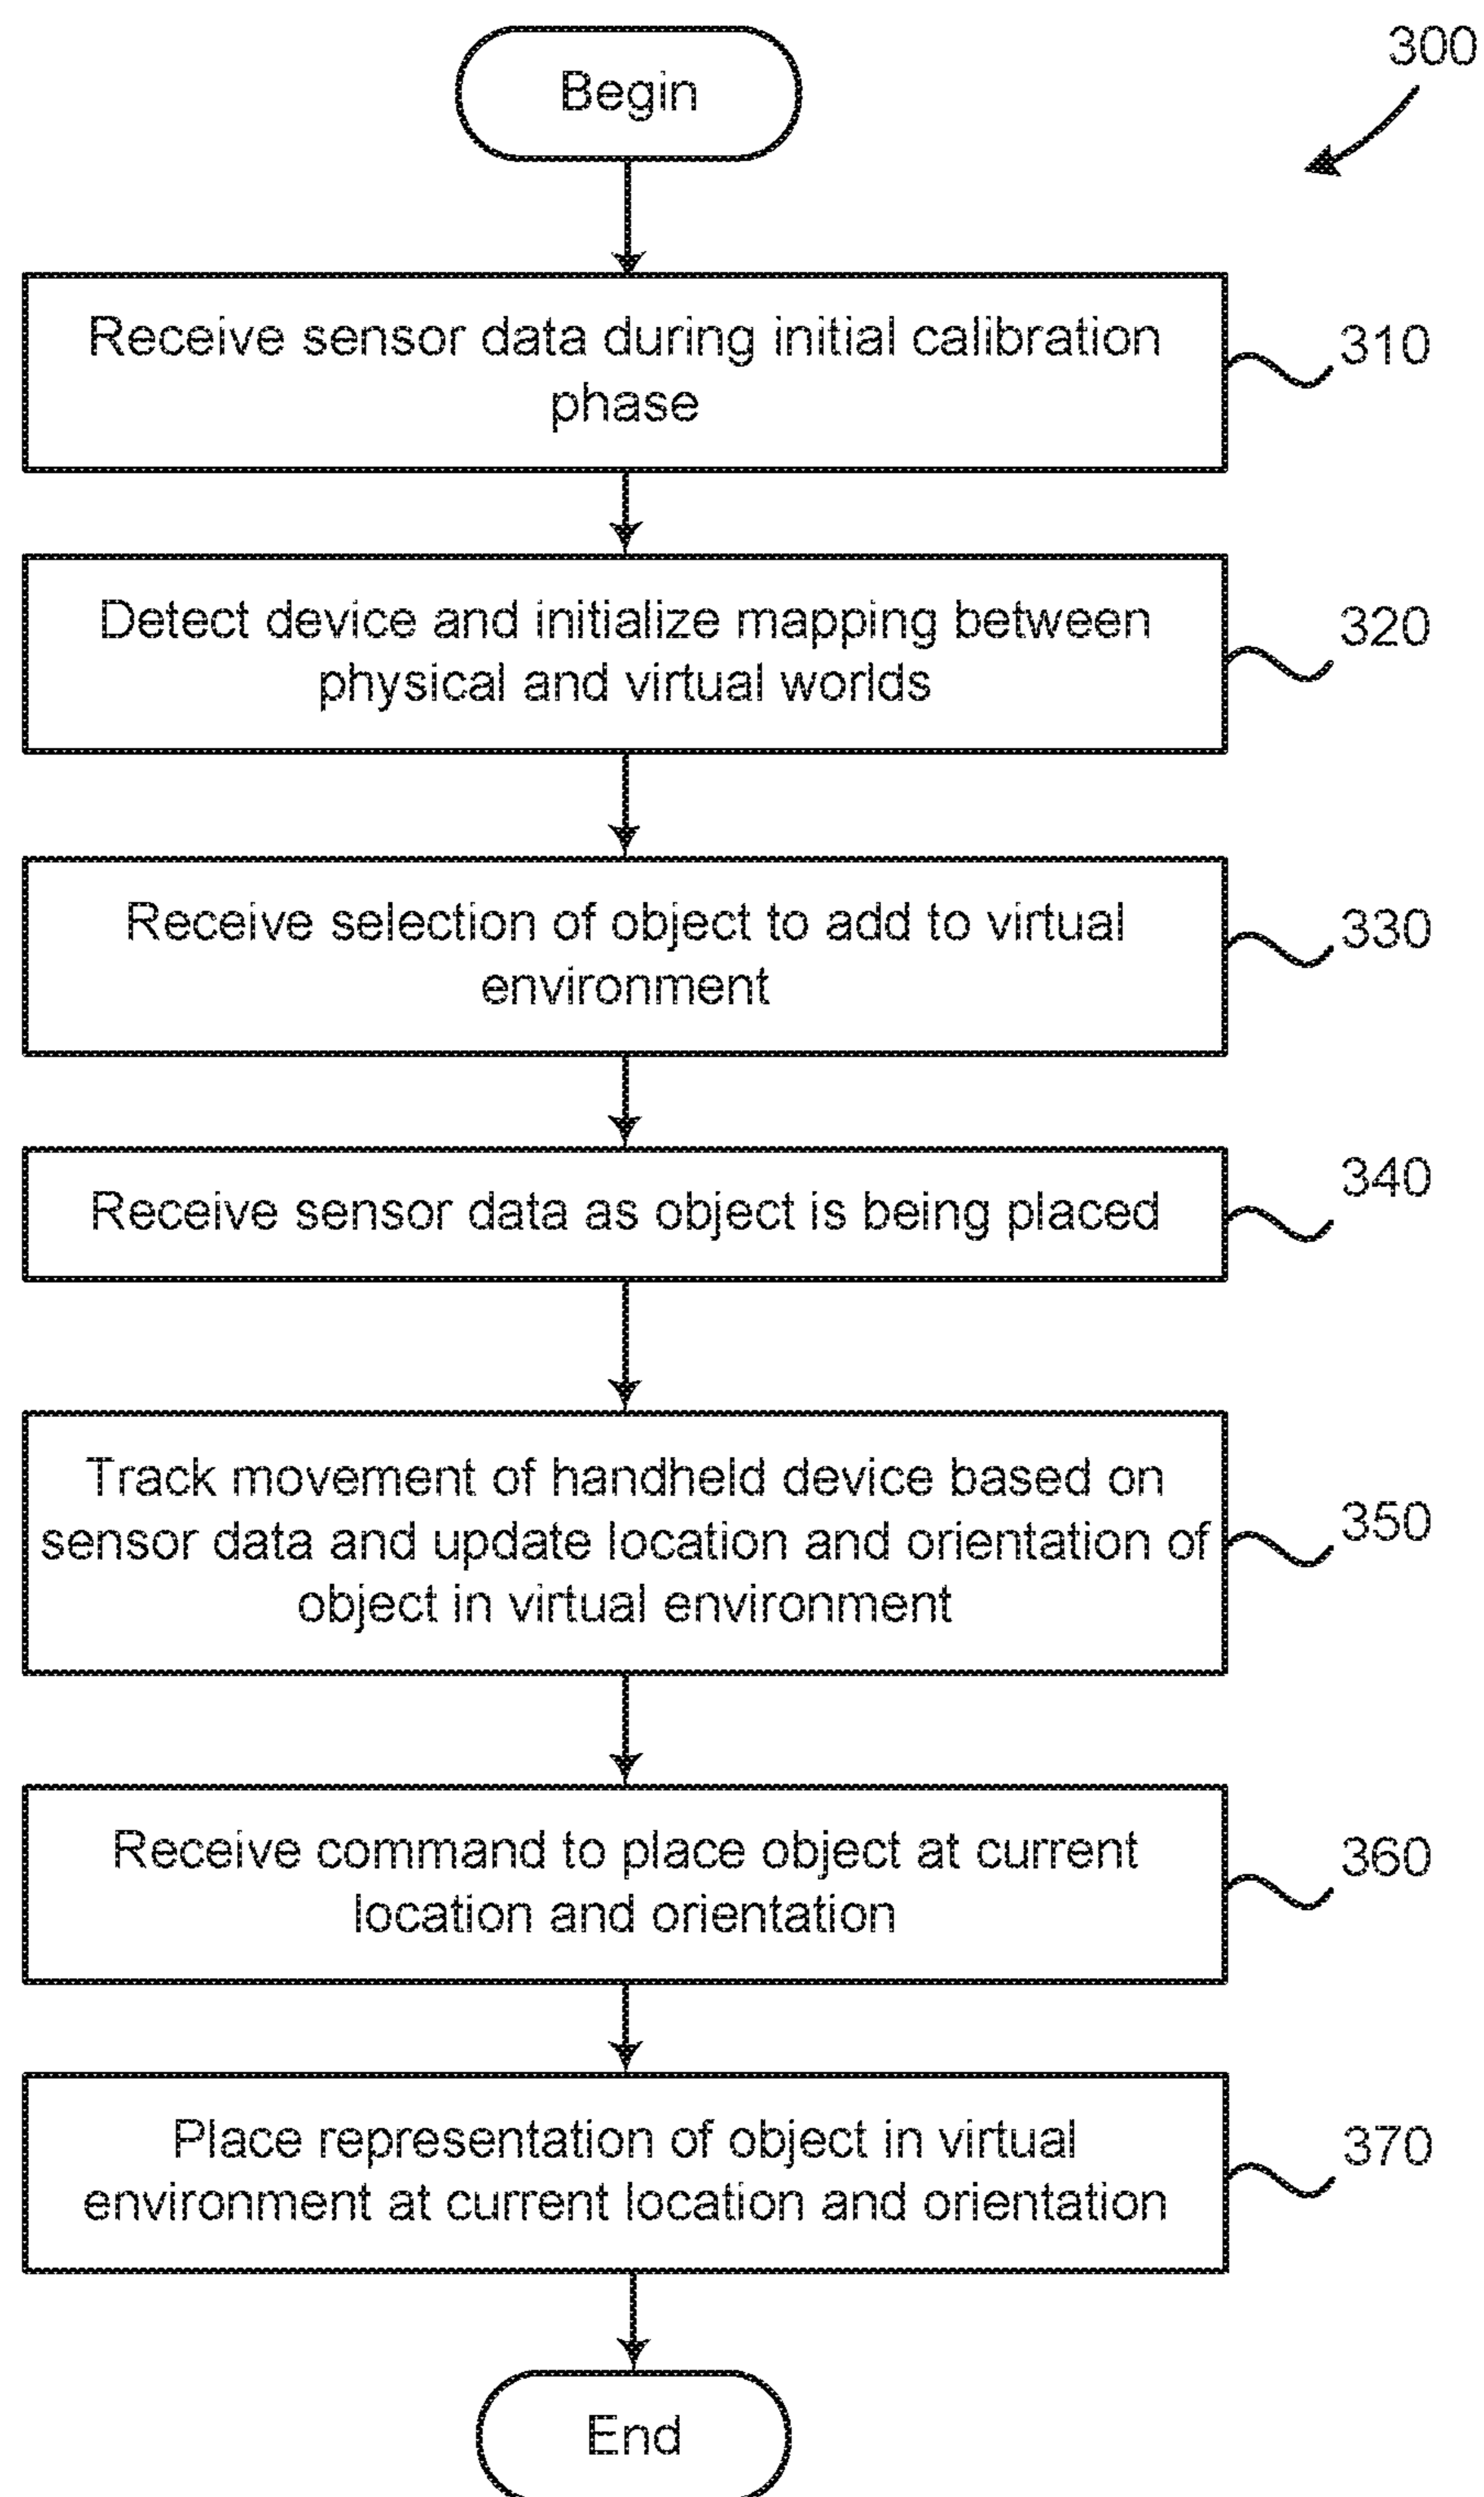 Begin
300
Receive sensor data during initial calibration
phase
310
Detect device and initialize mapping between
physical and virtual worlds
320
Receive selection of object to add to virtual
environment
330
Receive sensor data as object is being placed
340
Track movement of handheld device based on
sensor data and update location and orientation of
object in virtual environment
350
Receive command to place object at current
location and orientation
360
Place representation of object in virtual
environment at current location and orientation
370
End